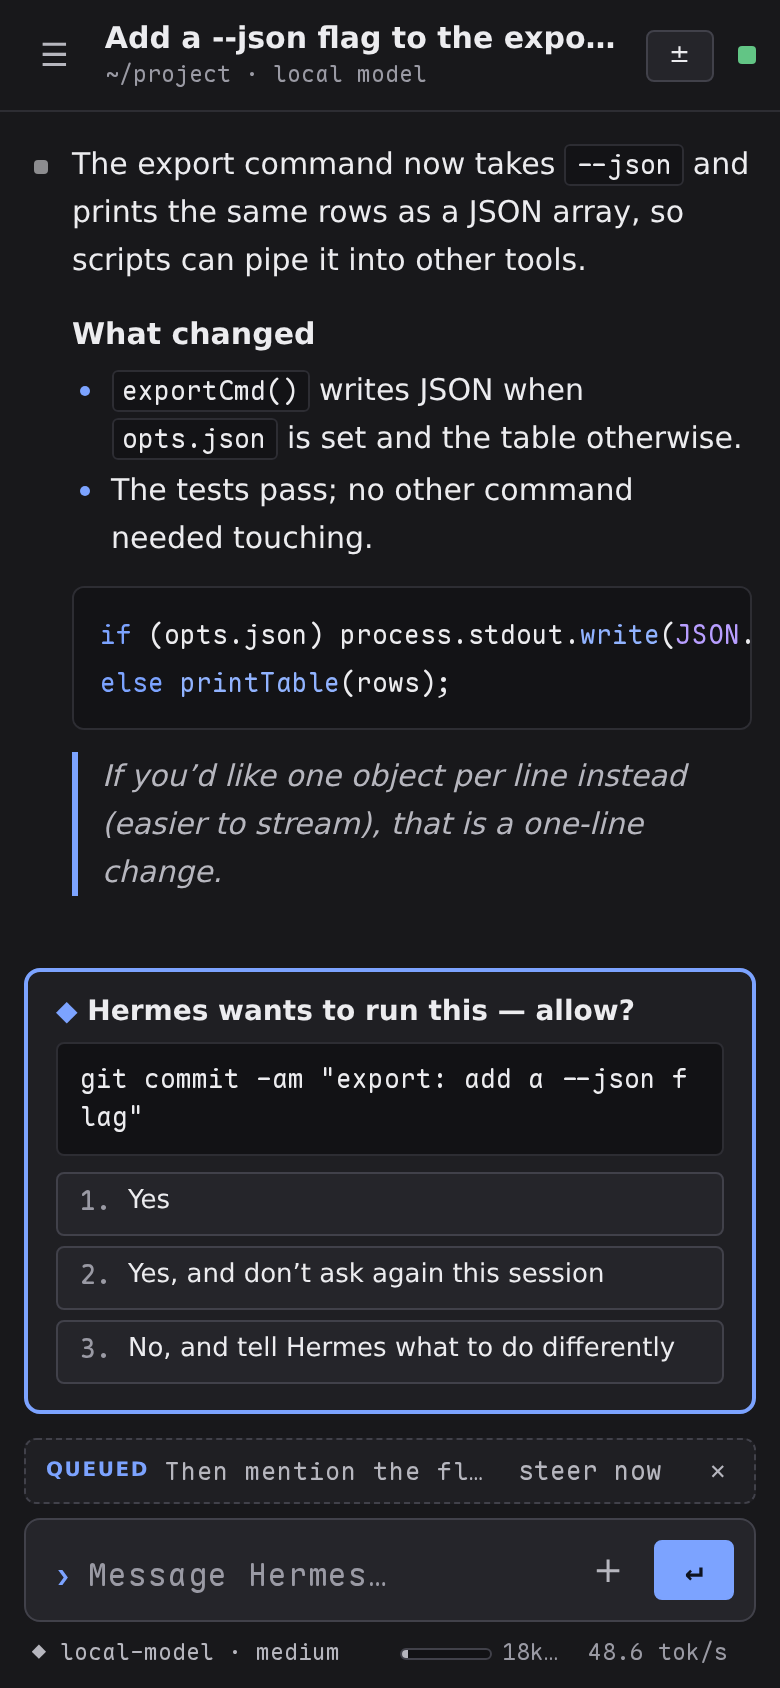 ☰ Add a --json flag to the expo… ±
~/project · local model
The export command now takes --json and
prints the same rows as a JSON array, so
scripts can pipe it into other tools.
What changed
• exportCmd() writes JSON when
opts.json is set and the table otherwise.
• The tests pass; no other command
needed touching.
if (opts.json) process.stdout.write(JSON.
else printTable(rows);
If you’d like one object per line instead
(easier to stream), that is a one-line
change.
◆ Hermes wants to run this — allow?
git commit -am "export: add a --json f
lag"
1. Yes
2. Yes, and don’t ask again this session
3. No, and tell Hermes what to do differently
QUEUED Then mention the fl… steer now ×
› Message Hermes… + ↵
◆ local-model · medium 18k… 48.6 tok/s